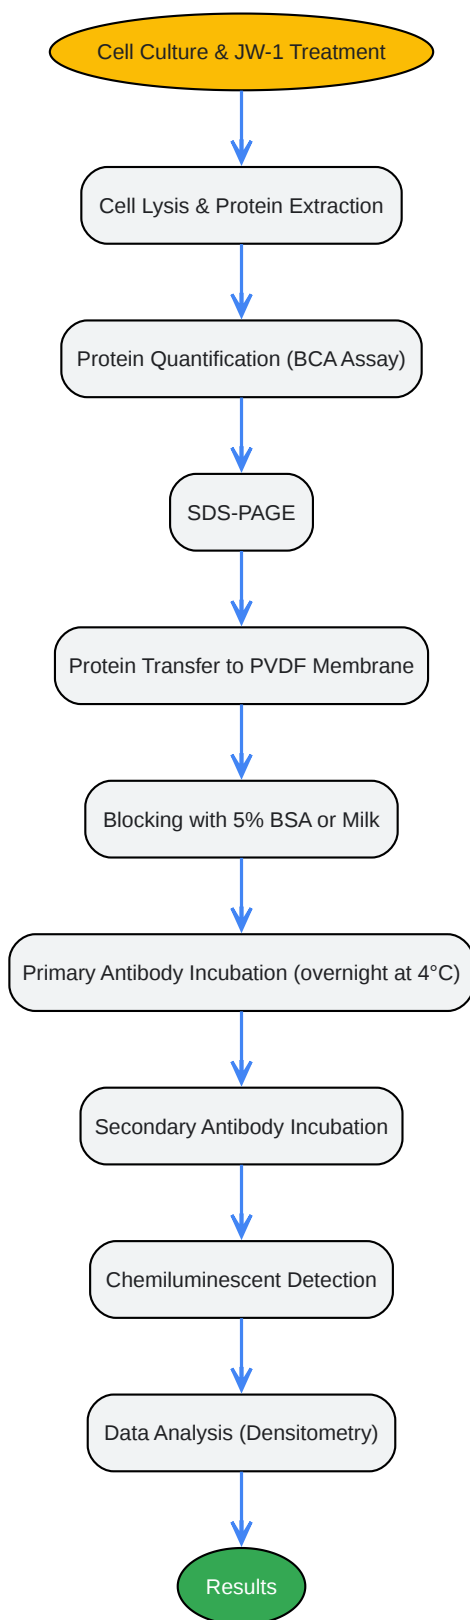 Cell Culture & JW-1 Treatment
Cell Lysis & Protein Extraction
Protein Quantification (BCA Assay)
SDS-PAGE
Protein Transfer to PVDF Membrane
Blocking with 5% BSA or Milk
Primary Antibody Incubation (overnight at 4°C)
Secondary Antibody Incubation
Chemiluminescent Detection
Data Analysis (Densitometry)
Results